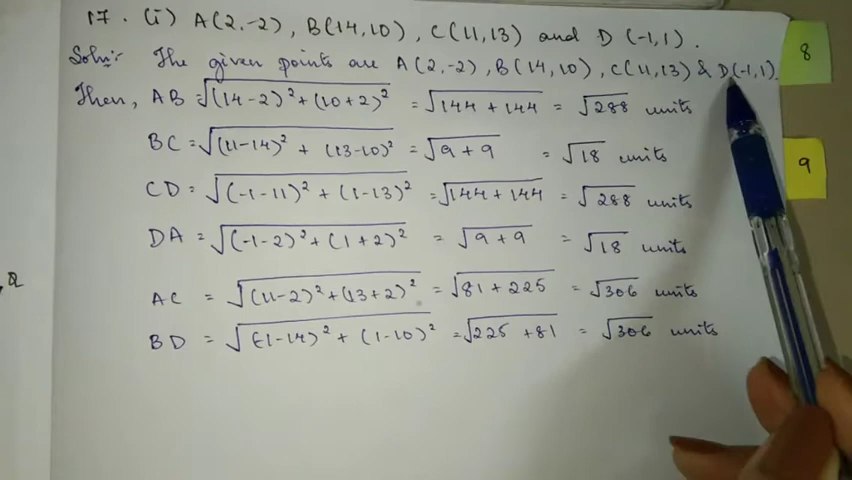 17. (i) A(2,-2), B(14,10), C(11,13) and D (-1,1).
Soln:- The given points are A(2,-2), B(14,10), C(11,13) & D(-1,1).
Then, AB = √((14-2)² + (10+2)²) = √(144 + 144) = √288 units
BC = √((11-14)² + (13-10)²) = √(9 + 9) = √18 units
CD = √((-1-11)² + (1-13)²) = √(144 + 144) = √288 units
DA = √((-1-2)² + (1+2)²) = √(9 + 9) = √18 units
AC = √((11-2)² + (13+2)²) = √(81 + 225) = √306 units
BD = √((-1-14)² + (1-10)²) = √(225 + 81) = √306 units
8
9